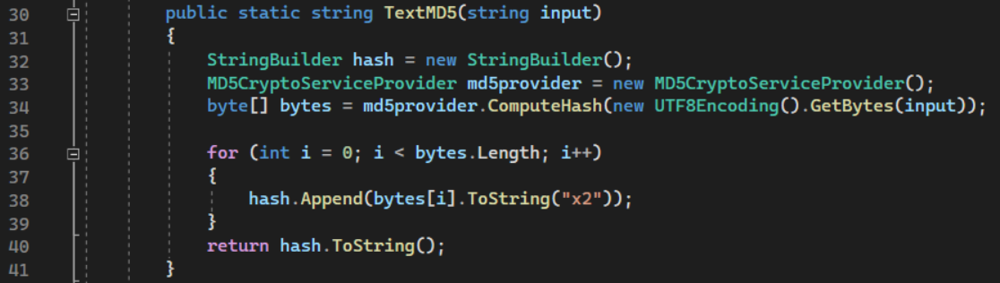 30 public static string TextMD5(string input)
31 {
32 StringBuilder hash = new StringBuilder();
33 MD5CryptoServiceProvider md5provider = new MD5CryptoServiceProvider();
34 byte[] bytes = md5provider.ComputeHash(new UTF8Encoding().GetBytes(input));
35
36 for (int i = 0; i < bytes.Length; i++)
37 {
38 hash.Append(bytes[i].ToString("x2"));
39 }
40 return hash.ToString();
41 }